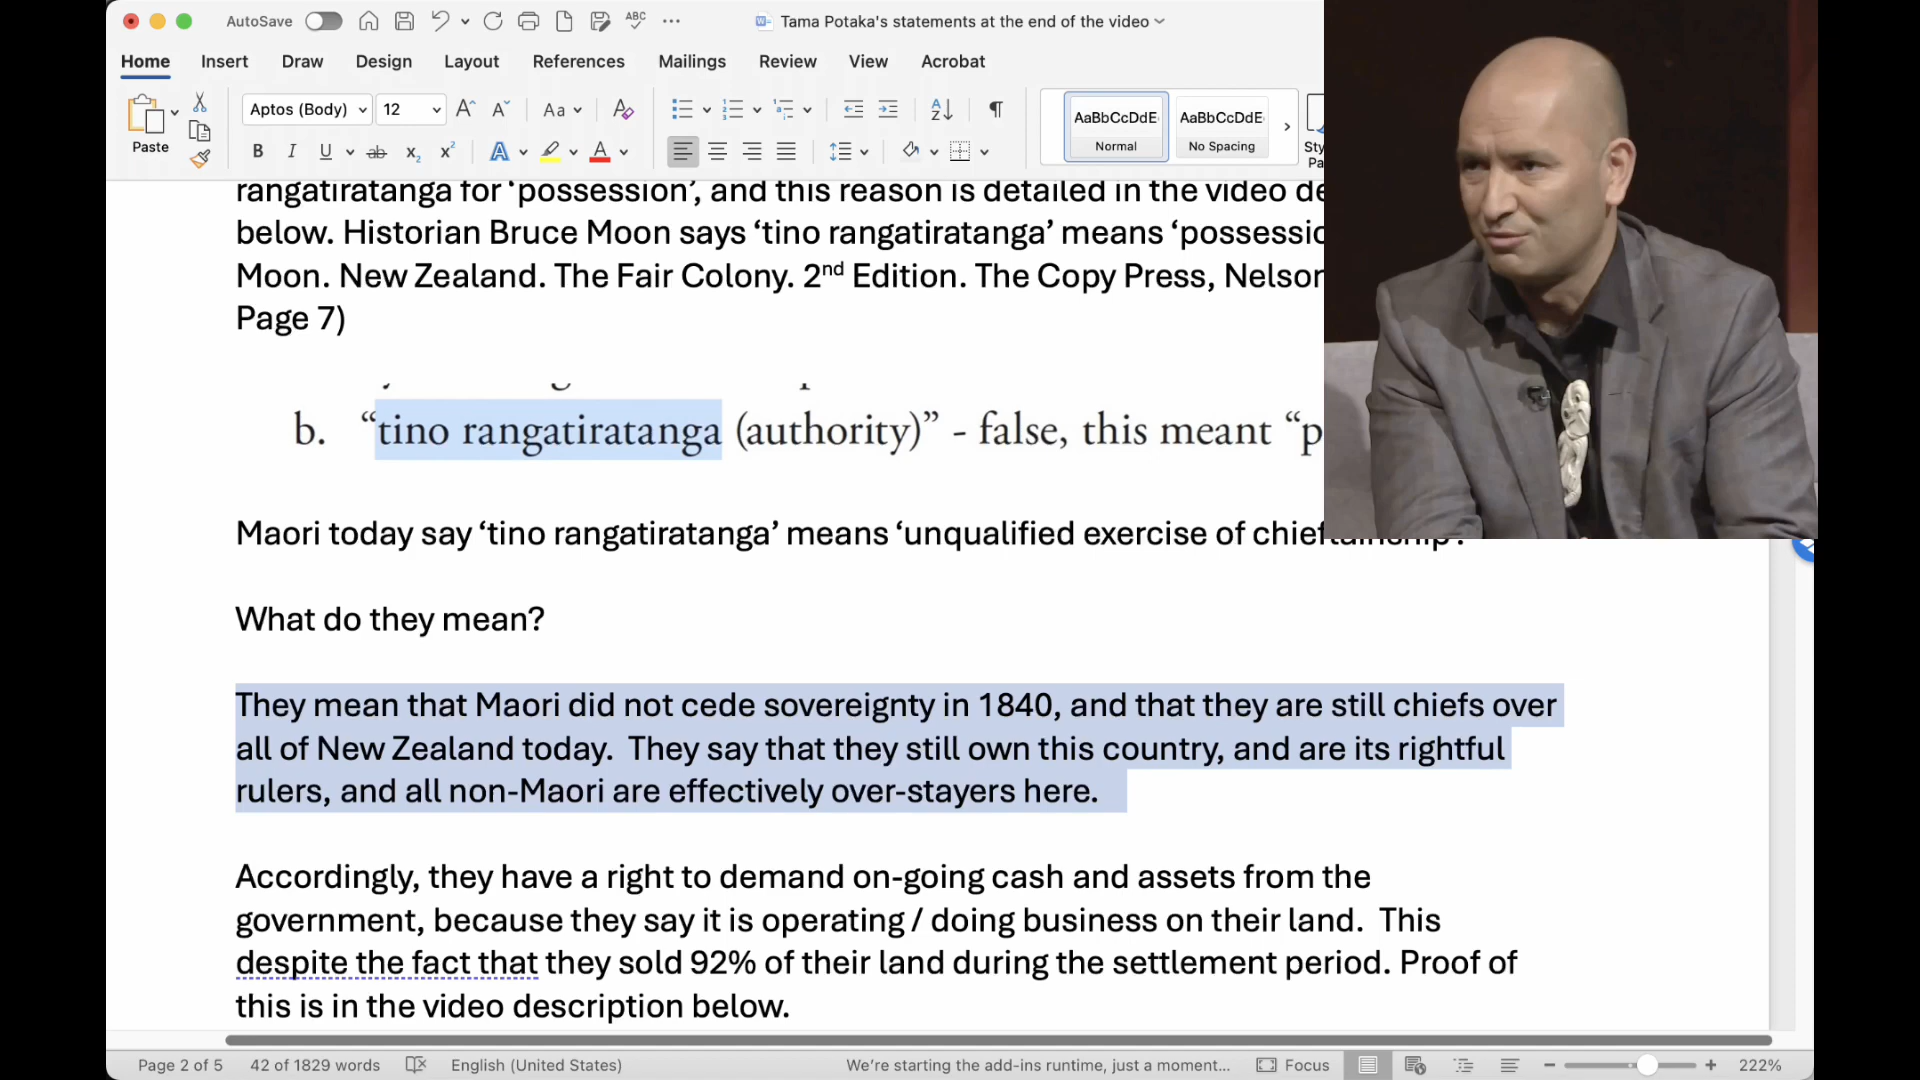 AutoSave
ABC
Tama Potaka's statements at the end of the video
Home Insert Draw Design Layout References Mailings Review View Acrobat
Aptos (Body) 12 Aa
AaBbCcDdE AaBbCcDdE
Paste Normal No Spacing
rangatiratanga for ‘possession’, and this reason is detailed in the video
below. Historian Bruce Moon says ‘tino rangatiratanga’ means
Moon. New Zealand. The Fair Colony. 2nd Edition. The Copy Press, Nelson
Page 7)
b. “tino rangatiratanga (authority)” - false, this meant “p
Maori today say ‘tino rangatiratanga’ means ‘unqualified exercise of chieftainship’.
What do they mean?
They mean that Maori did not cede sovereignty in 1840, and that they are still chiefs over
all of New Zealand today. They say that they still own this country, and are its rightful
rulers, and all non-Maori are effectively over-stayers here.
Accordingly, they have a right to demand on-going cash and assets from the
government, because they say it is operating / doing business on their land. This
despite the fact that they sold 92% of their land during the settlement period. Proof of
this is in the video description below.
Page 2 of 5 42 of 1829 words English (United States) We’re starting the add-ins runtime, just a moment... Focus 222%